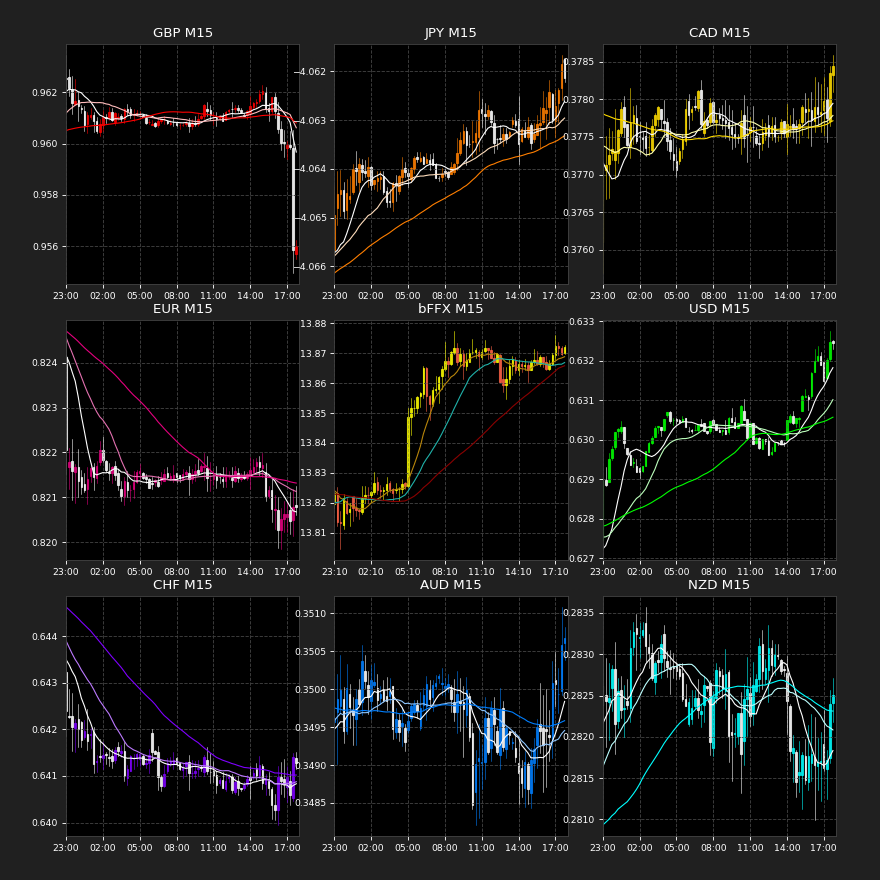 GBP M15
0.962
0.960
0.958
0.956
23:00 02:00 05:00 08:00 11:00 14:00 17:00
JPY M15
−4.062
−4.063
−4.064
−4.065
−4.066
23:00 02:00 05:00 08:00 11:00 14:00 17:00
CAD M15
0.3785
0.3780
0.3775
0.3770
0.3765
0.3760
23:00 02:00 05:00 08:00 11:00 14:00 17:00
EUR M15
0.824
0.823
0.822
0.821
0.820
23:00 02:00 05:00 08:00 11:00 14:00 17:00
bFFX M15
13.88
13.87
13.86
13.85
13.84
13.83
13.82
13.81
23:10 02:10 05:10 08:10 11:10 14:10 17:10
USD M15
0.633
0.632
0.631
0.630
0.629
0.628
0.627
23:00 02:00 05:00 08:00 11:00 14:00 17:00
CHF M15
0.644
0.643
0.642
0.641
0.640
23:00 02:00 05:00 08:00 11:00 14:00 17:00
AUD M15
0.3510
0.3505
0.3500
0.3495
0.3490
0.3485
23:00 02:00 05:00 08:00 11:00 14:00 17:00
NZD M15
0.2835
0.2830
0.2825
0.2820
0.2815
0.2810
23:00 02:00 05:00 08:00 11:00 14:00 17:00